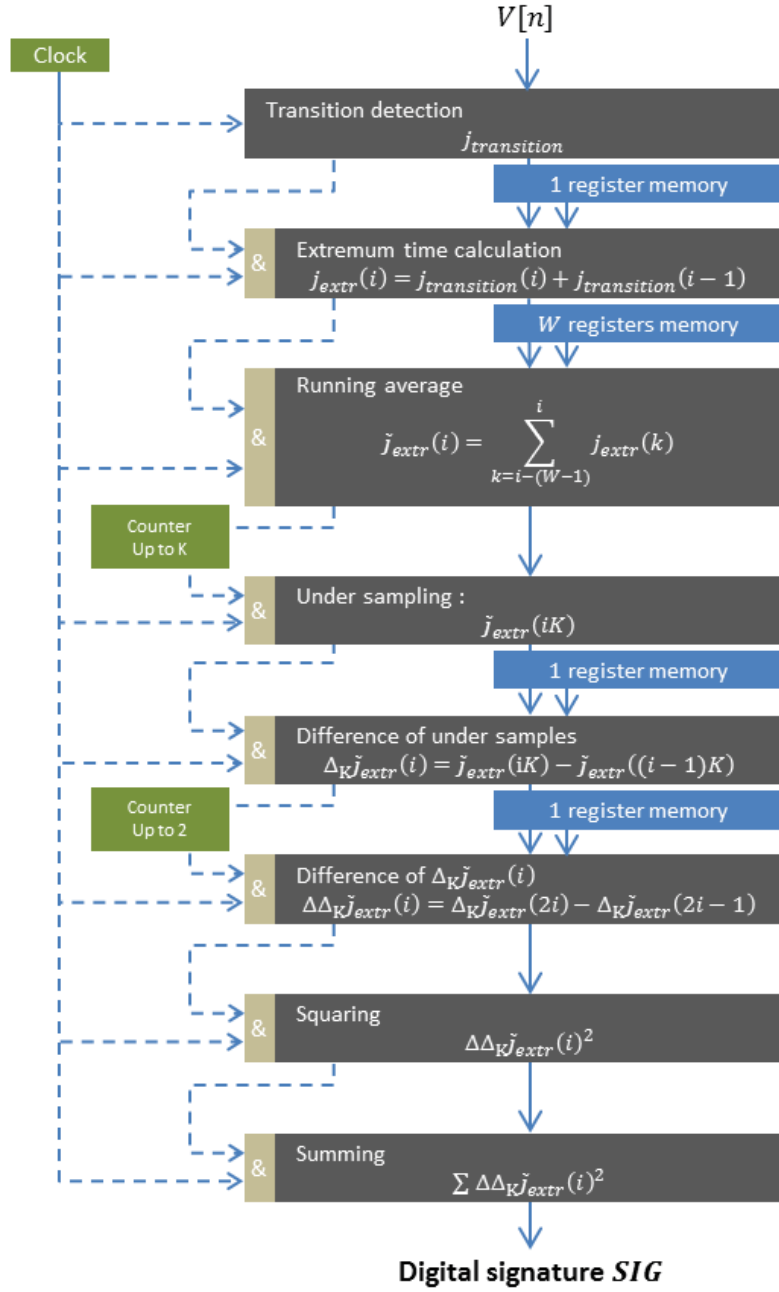 V[n]
Clock
Transition detection
j_transition
1 register memory
& Extremum time calculation
j_extr(i) = j_transition(i) + j_transition(i − 1)
W registers memory
Running average
& j̃_extr(i) = ∑_{k=i−(W−1)}^{i} j_extr(k)
Counter
Up to K
Under sampling :
& j̃_extr(iK)
1 register memory
Difference of under samples
& Δ_K j̃_extr(i) = j̃_extr(iK) − j̃_extr((i − 1)K)
Counter
Up to 2
1 register memory
Difference of Δ_K j̃_extr(i)
& ΔΔ_K j̃_extr(i) = Δ_K j̃_extr(2i) − Δ_K j̃_extr(2i − 1)
Squaring
& ΔΔ_K j̃_extr(i)²
Summing
& ∑ ΔΔ_K j̃_extr(i)²
Digital signature SIG